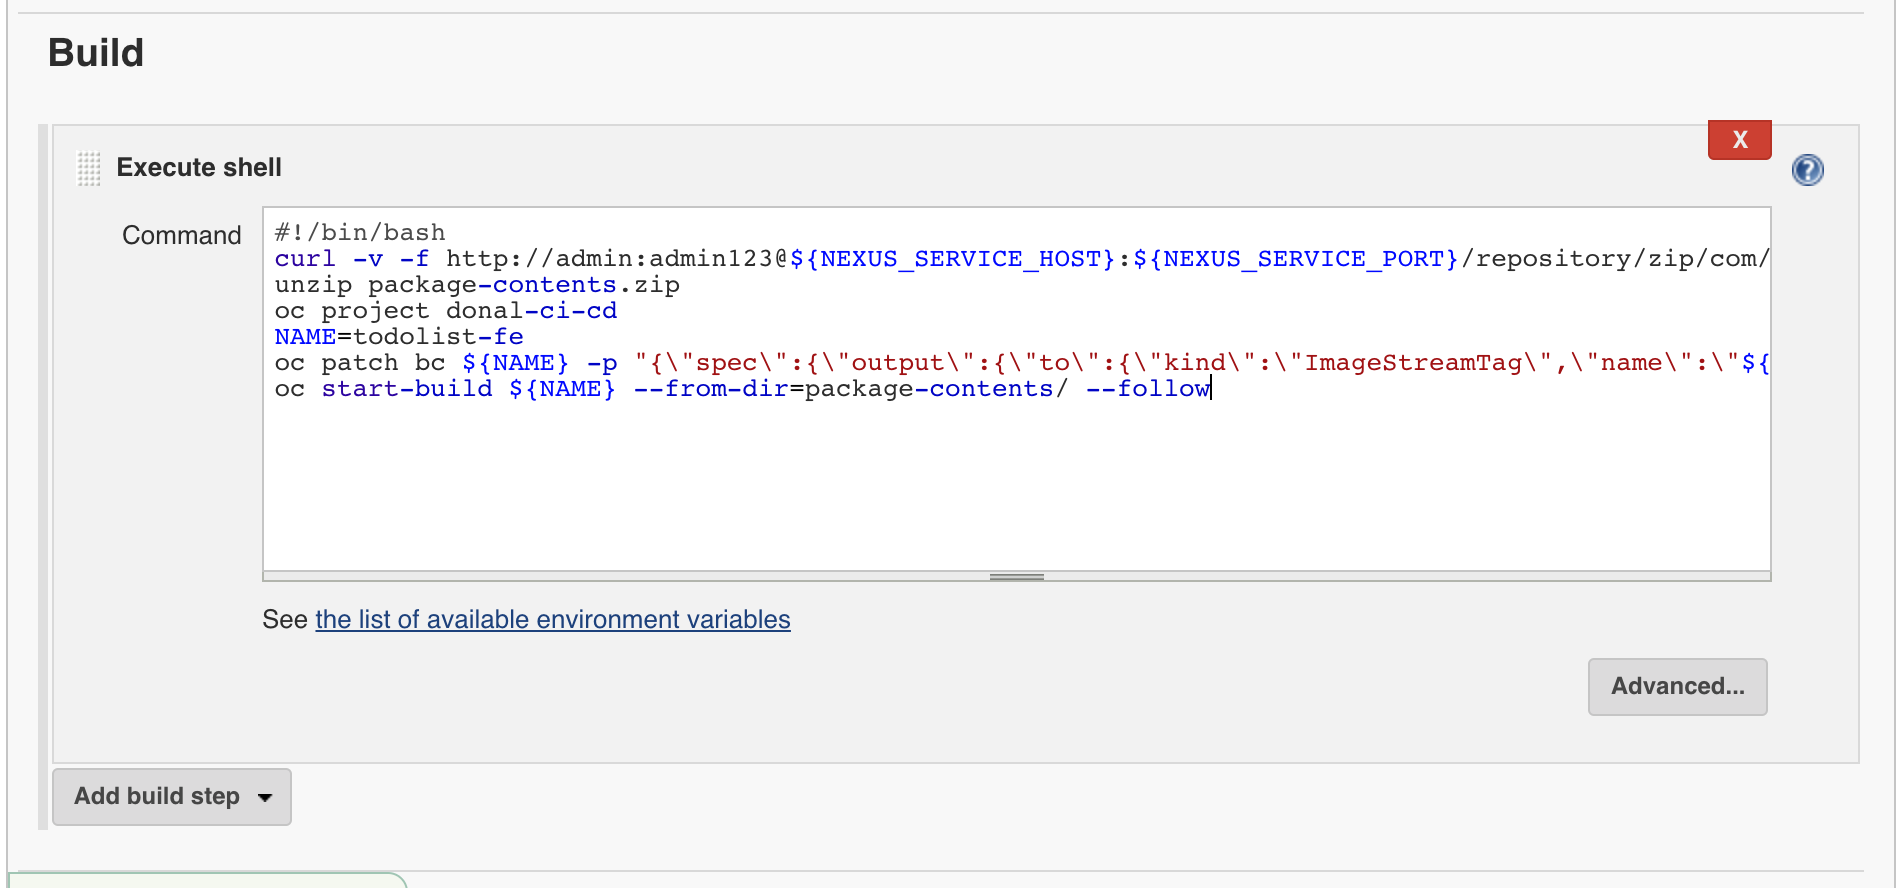 Build
X
Execute shell
?
Command
#!/bin/bash
curl -v -f http://admin:admin123@${NEXUS_SERVICE_HOST}:${NEXUS_SERVICE_PORT}/repository/zip/com/
unzip package-contents.zip
oc project donal-ci-cd
NAME=todolist-fe
oc patch bc ${NAME} -p "{\"spec\":{\"output\":{\"to\":{\"kind\":\"ImageStreamTag\",\"name\":\"${
oc start-build ${NAME} --from-dir=package-contents/ --follow
See the list of available environment variables
Advanced...
Add build step